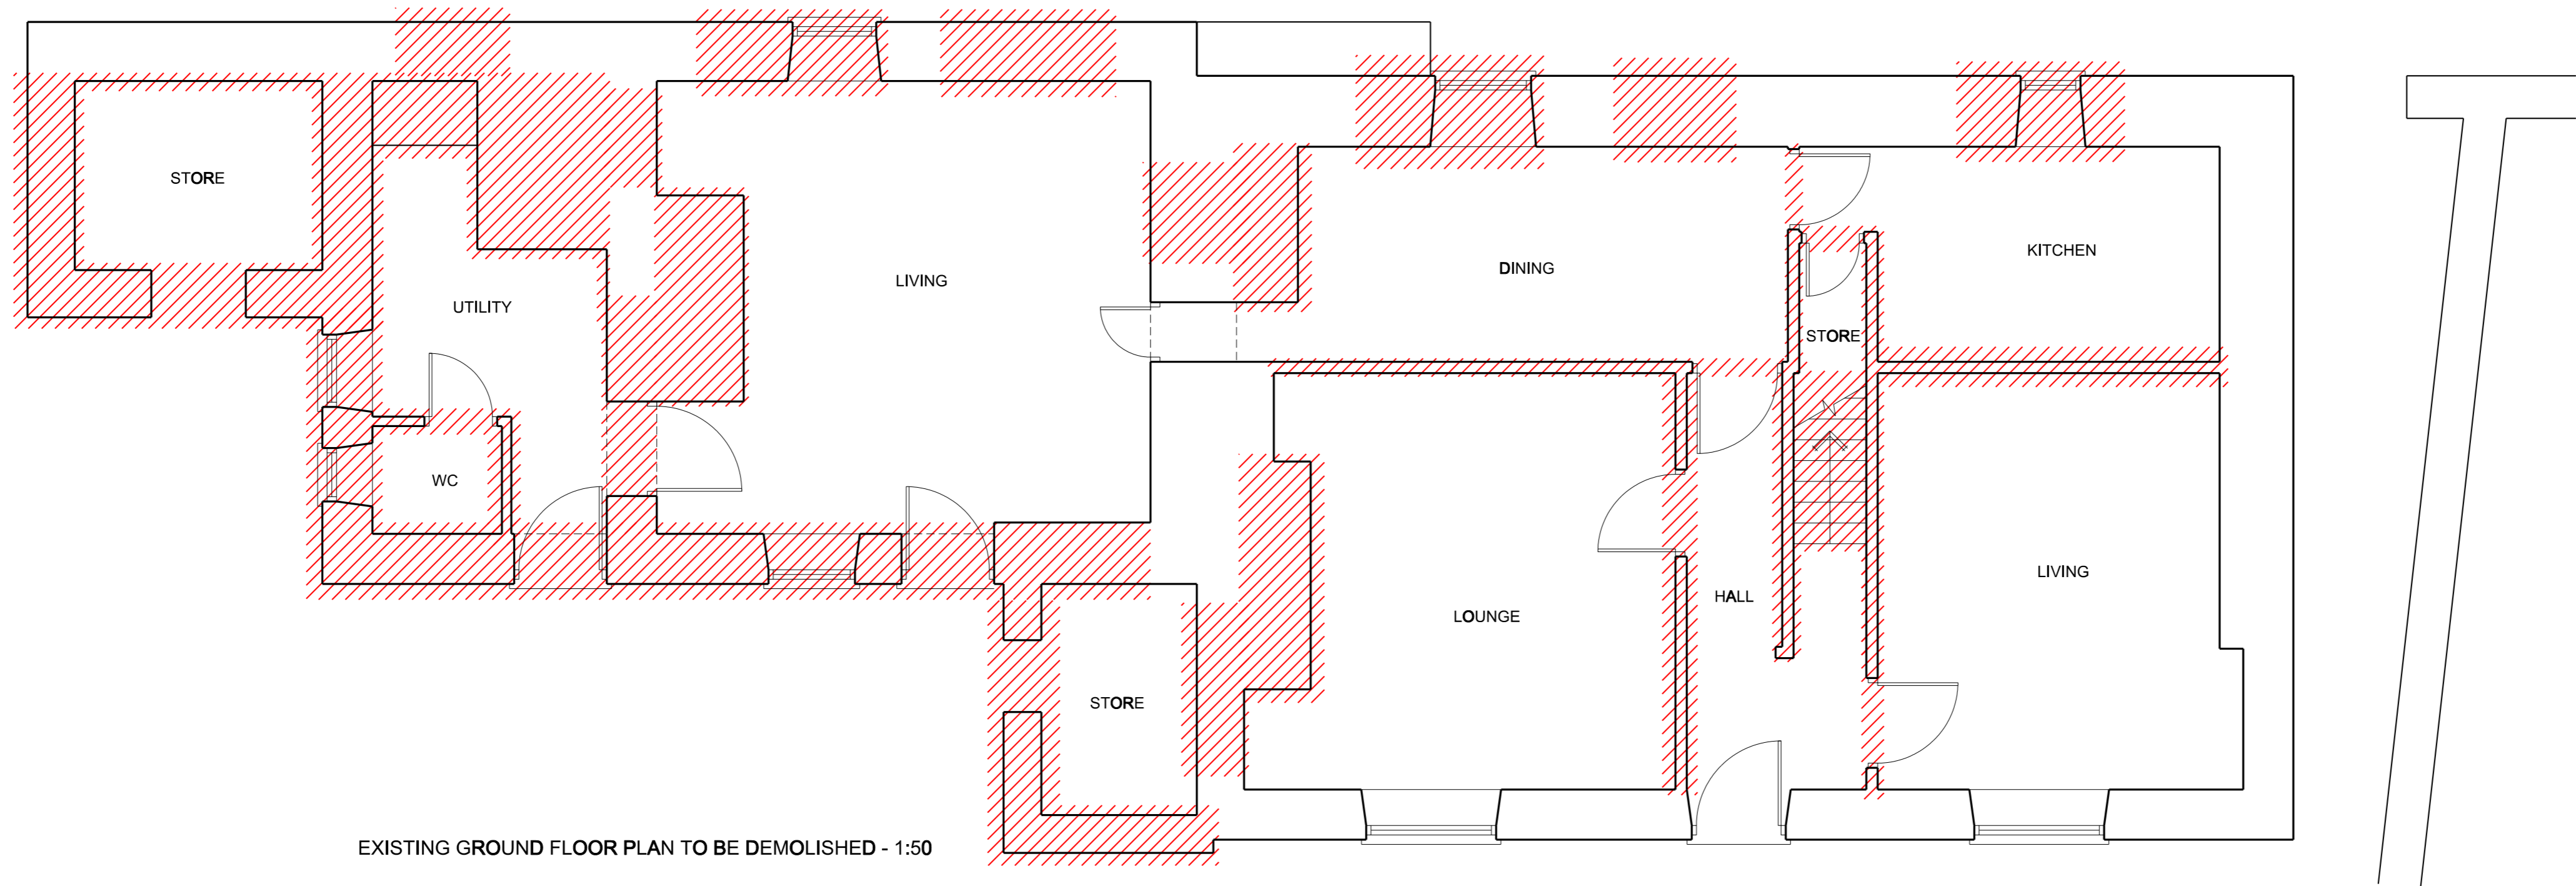 STORE
UTILITY
WC
LIVING
DINING
KITCHEN
STORE
LOUNGE
HALL
LIVING
STORE
EXISTING GROUND FLOOR PLAN TO BE DEMOLISHED - 1:50